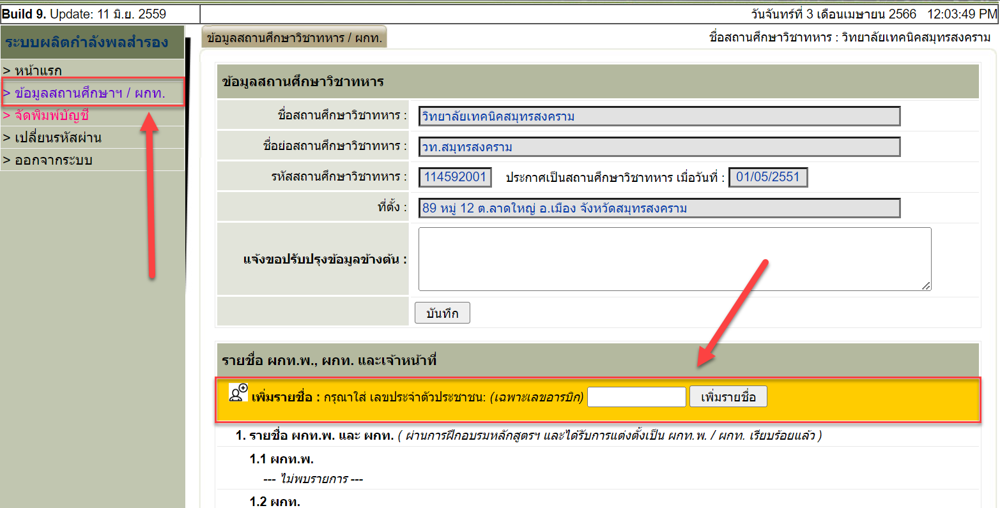 Build 9. Update: 11 มิ.ย. 2559
วันจันทร์ที่ 3 เดือนเมษายน 2566 12:03:49 PM
ระบบผลิตกำลังพลสำรอง
> หน้าแรก
> ข้อมูลสถานศึกษาฯ / ผกท.
> จัดพิมพ์บัญชี
> เปลี่ยนรหัสผ่าน
> ออกจากระบบ
ข้อมูลสถานศึกษาวิชาทหาร / ผกท.
ชื่อสถานศึกษาวิชาทหาร : วิทยาลัยเทคนิคสมุทรสงคราม
ข้อมูลสถานศึกษาวิชาทหาร
ชื่อสถานศึกษาวิชาทหาร : วิทยาลัยเทคนิคสมุทรสงคราม
ชื่อย่อสถานศึกษาวิชาทหาร : วท.สมุทรสงคราม
รหัสสถานศึกษาวิชาทหาร : 114592001 ประกาศเป็นสถานศึกษาวิชาทหาร เมื่อวันที่ : 01/05/2551
ที่ตั้ง : 89 หมู่ 12 ต.ลาดใหญ่ อ.เมือง จังหวัดสมุทรสงคราม
แจ้งขอปรับปรุงข้อมูลข้างต้น :
บันทึก
รายชื่อ ผกท.พ., ผกท. และเจ้าหน้าที่
เพิ่มรายชื่อ : กรุณาใส่ เลขประจำตัวประชาชน: (เฉพาะเลขอารบิก) เพิ่มรายชื่อ
1. รายชื่อ ผกท.พ. และ ผกท. ( ผ่านการฝึกอบรมหลักสูตรฯ และได้รับการแต่งตั้งเป็น ผกท.พ. / ผกท. เรียบร้อยแล้ว )
1.1 ผกท.พ.
--- ไม่พบรายการ ---
1.2 ผกท.